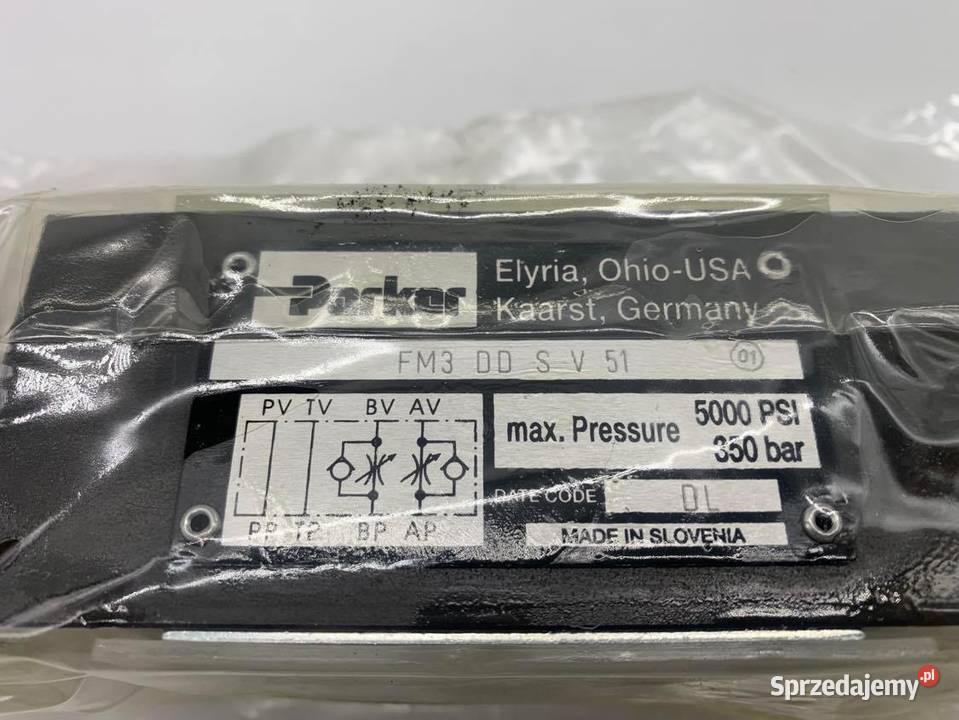 Parker
Elyria, Ohio-USA
Kaarst, Germany
FM3 DD S V 51 01
PV TV BV AV
PP TP BP AP
max. Pressure 5000 PSI
350 bar
DATE CODE DL
MADE IN SLOVENIA
Sprzedajemy.pl